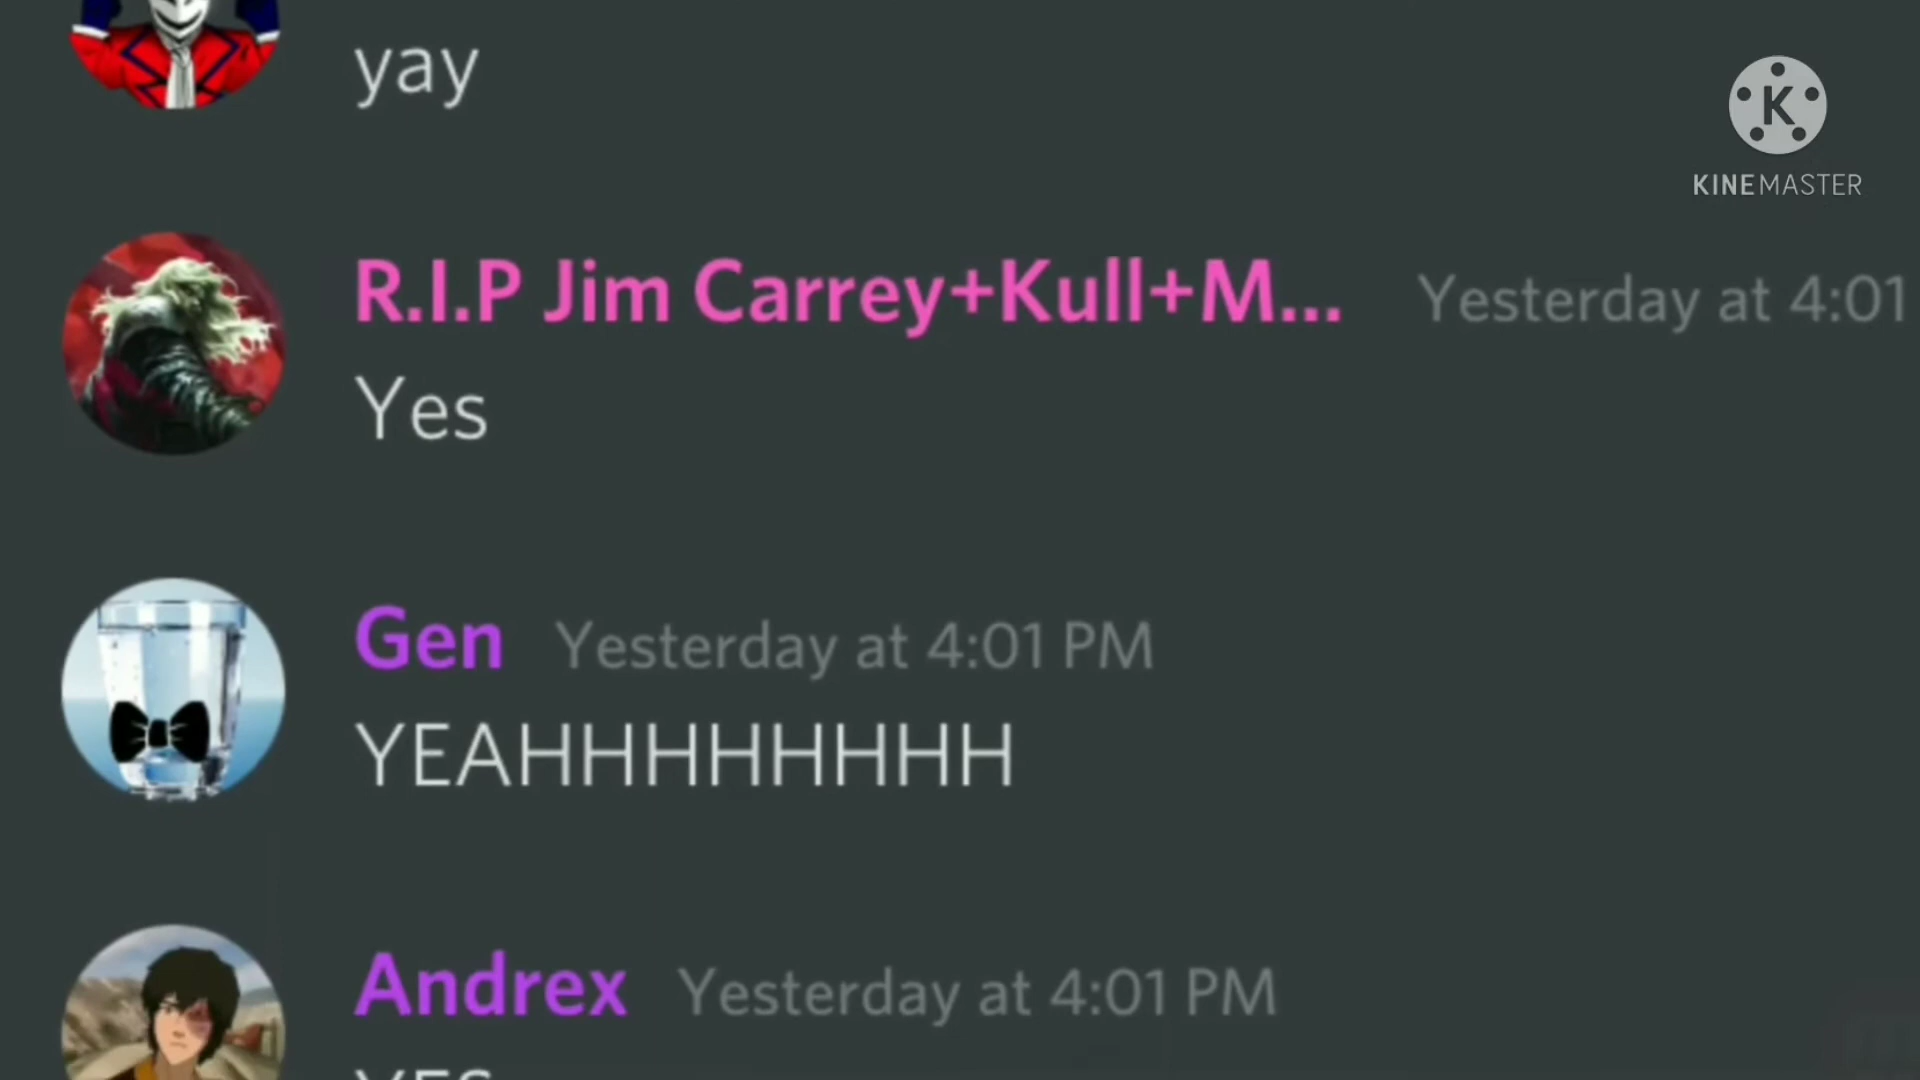 yay
KINEMASTER
R.I.P Jim Carrey+Kull+M... Yesterday at 4:01
Yes
Gen Yesterday at 4:01 PM
YEAHHHHHHHH
Andrex Yesterday at 4:01 PM
YES